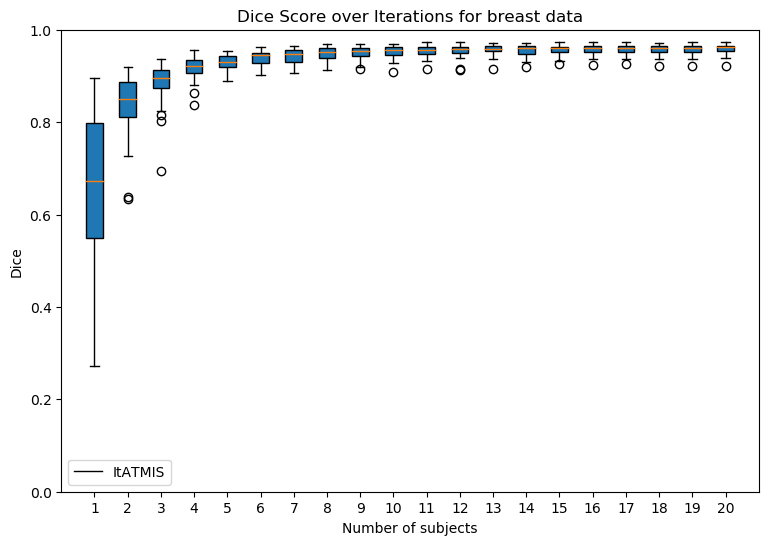 Dice Score over Iterations for breast data
1.0
0.8
0.6
0.4
0.2
0.0
Dice
ItATMIS
1 2 3 4 5 6 7 8 9 10 11 12 13 14 15 16 17 18 19 20
Number of subjects